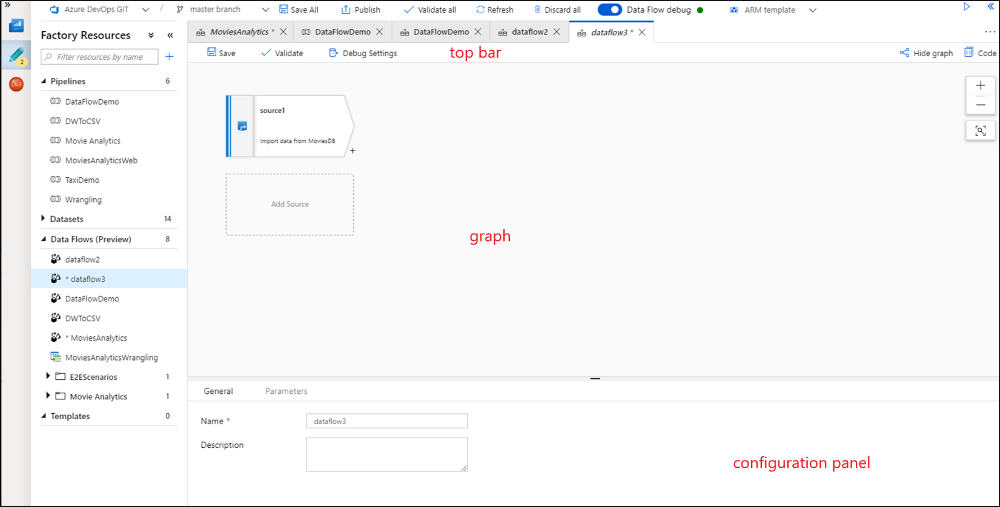 Azure DevOps GIT / master branch Save All Publish Validate all Refresh Discard all Data Flow debug ARM template
Factory Resources
Filter resources by name
2
Pipelines 6
DataFlowDemo
DWToCSV
Movie Analytics
MoviesAnalyticsWeb
TaxiDemo
Wrangling
Datasets 14
Data Flows (Preview) 8
dataflow2
* dataflow3
DataFlowDemo
DWToCSV
* MoviesAnalytics
MoviesAnalyticsWrangling
E2EScenarios 1
Movie Analytics 1
Templates 0
MoviesAnalytics * DataFlowDemo DataFlowDemo dataflow2 dataflow3 *
Save Validate Debug Settings top bar Hide graph Code
source1
Import data from MoviesDB
+
Add Source
graph
General Parameters
Name * dataflow3
Description
configuration panel